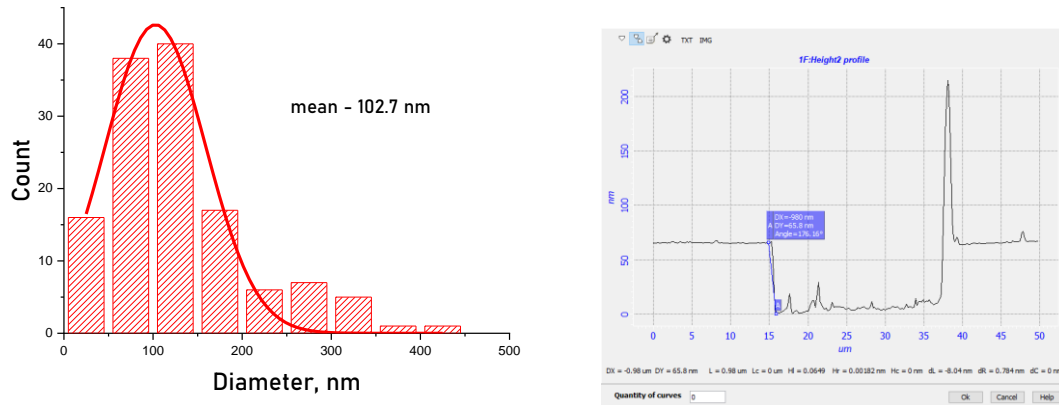 40
30
20
10
0
Count
mean - 102.7 nm
0 100 200 300 400 500
Diameter, nm
TXT IMG
1F:Height2 profile
200
150
100
50
0
nm
DX=-980 nm
A DY=65.8 nm
Angle=176.16°
0 5 10 15 20 25 30 35 40 45 50
um
DX = -0.98 um DY = 65.8 nm L = 0.98 um Lc = 0 um Hl = 0.0649 Hr = 0.00182 nm Hc = 0 nm dL = -8.04 nm dR = 0.784 nm dC = 0 n
Quantity of curves 0 Ok Cancel Help